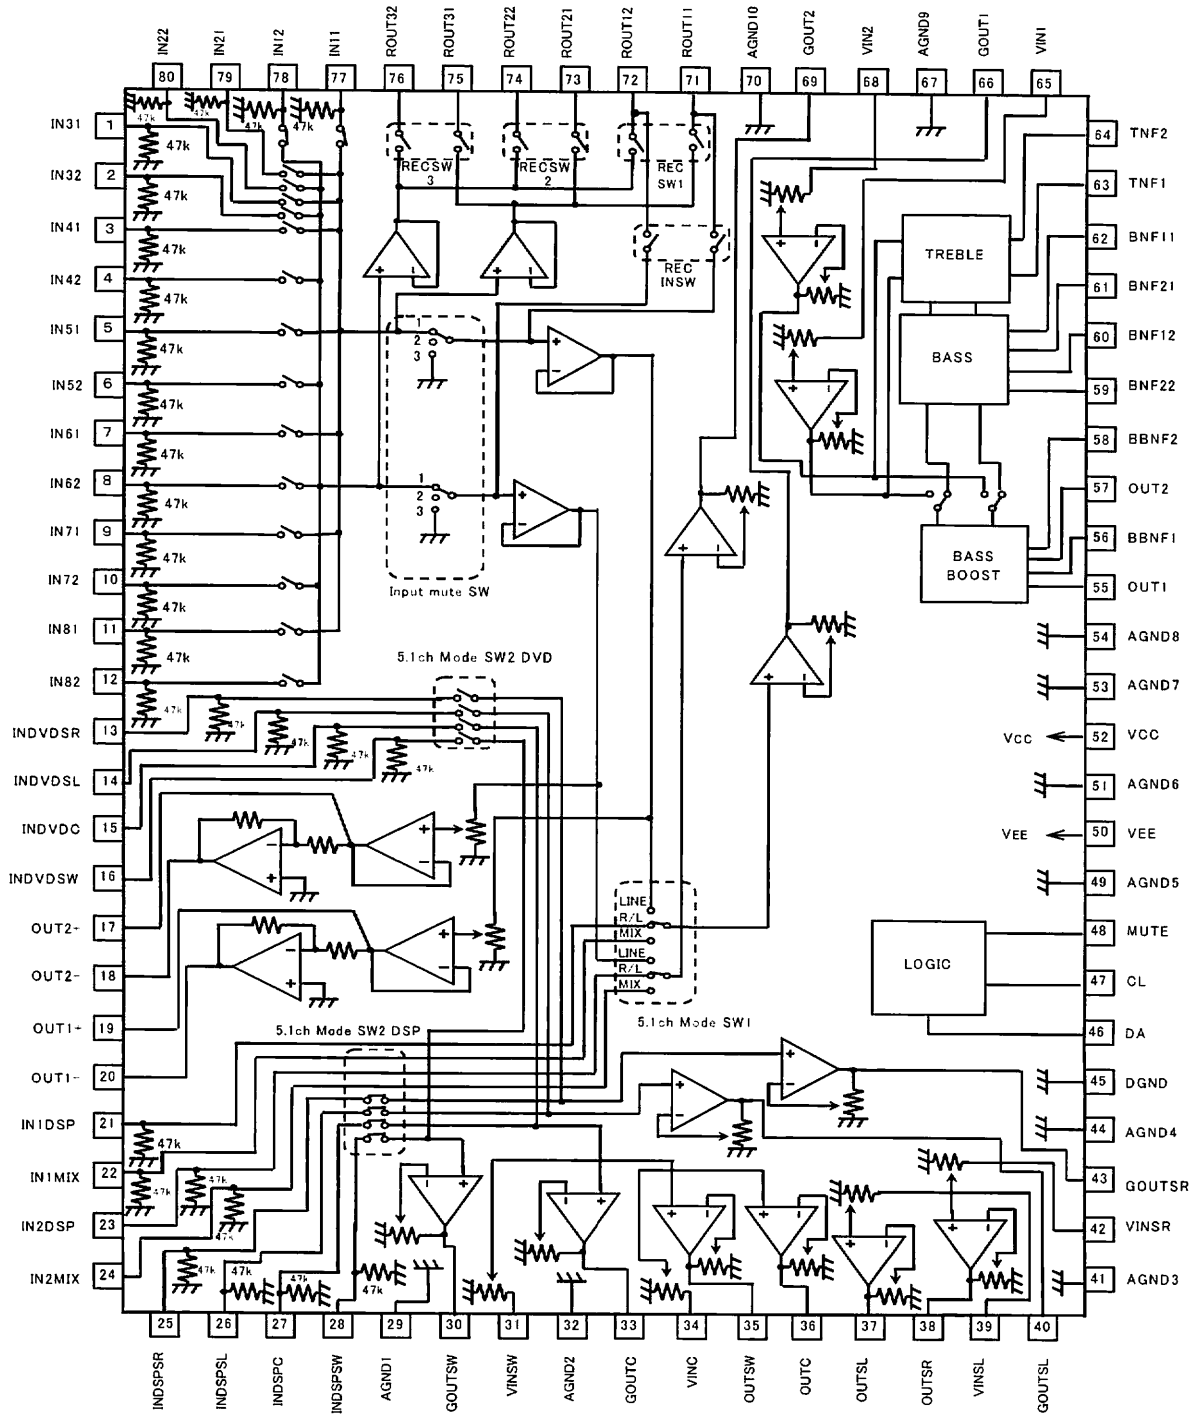 IN22
IN21
IN12
IN11
ROUT32
ROUT31
ROUT22
ROUT21
ROUT12
ROUT11
AGND10
GOUT2
VIN2
AGND9
GOUT1
VIN1
80
79
78
77
76
75
74
73
72
71
70
69
68
67
66
65
47k
47k
47k
47k
IN31
1
47k
IN32
2
47k
IN41
3
47k
IN42
4
47k
IN51
5
47k
IN52
6
47k
IN61
7
47k
IN62
8
47k
IN71
9
47k
IN72
10
47k
IN81
11
47k
IN82
12
47k
INDVDSR
13
47k
47k
47k
47k
INDVDSL
14
INDVDC
15
INDVDSW
16
OUT2+
17
OUT2-
18
OUT1+
19
OUT1-
20
IN1DSP
21
47k
IN1MIX
22
47k
47k
IN2DSP
23
47k
IN2MIX
24
47k
47k
47k
47k
RECSW
3
RECSW
2
REC
SW1
REC
INSW
+
-
+
-
1
2
3
+
-
1
2
3
+
-
Input mute SW
5.1ch Mode SW2 DVD
+
-
-
+
+
-
-
+
LINE
R/L
MIX
LINE
R/L
MIX
5.1ch Mode SW1
5.1ch Mode SW2 DSP
+
-
+
-
+
-
+
-
TREBLE
BASS
BASS
BOOST
VCC
VEE
LOGIC
64
TNF2
63
TNF1
62
BNF11
61
BNF21
60
BNF12
59
BNF22
58
BBNF2
57
OUT2
56
BBNF1
55
OUT1
54
AGND8
53
AGND7
52
VCC
51
AGND6
50
VEE
49
AGND5
48
MUTE
47
CL
46
DA
45
DGND
44
AGND4
43
GOUTSR
42
VINSR
41
AGND3
+
-
+
-
-
+
-
+
+
-
+
-
+
-
+
-
25
26
27
28
29
30
31
32
33
34
35
36
37
38
39
40
INDSPSR
INDSPSL
INDSPC
INDSPSW
AGND1
GOUTSW
VINSW
AGND2
GOUTC
VINC
OUTSW
OUTC
OUTSL
OUTSR
VINSL
GOUTSL